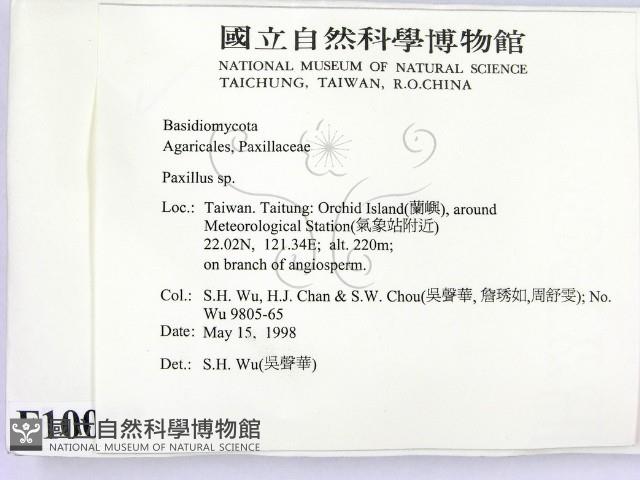 國立自然科學博物館
NATIONAL MUSEUM OF NATURAL SCIENCE
TAICHUNG, TAIWAN, R.O.CHINA
Basidiomycota
Agaricales, Paxillaceae
Paxillus sp.
Loc.: Taiwan. Taitung: Orchid Island(蘭嶼), around
Meteorological Station(氣象站附近)
22.02N, 121.34E; alt. 220m;
on branch of angiosperm.
Col.: S.H. Wu, H.J. Chan & S.W. Chou(吳聲華, 詹琇如,周舒雯); No.
Wu 9805-65
Date: May 15, 1998
Det.: S.H. Wu(吳聲華)
國立自然科學博物館
NATIONAL MUSEUM OF NATURAL SCIENCE